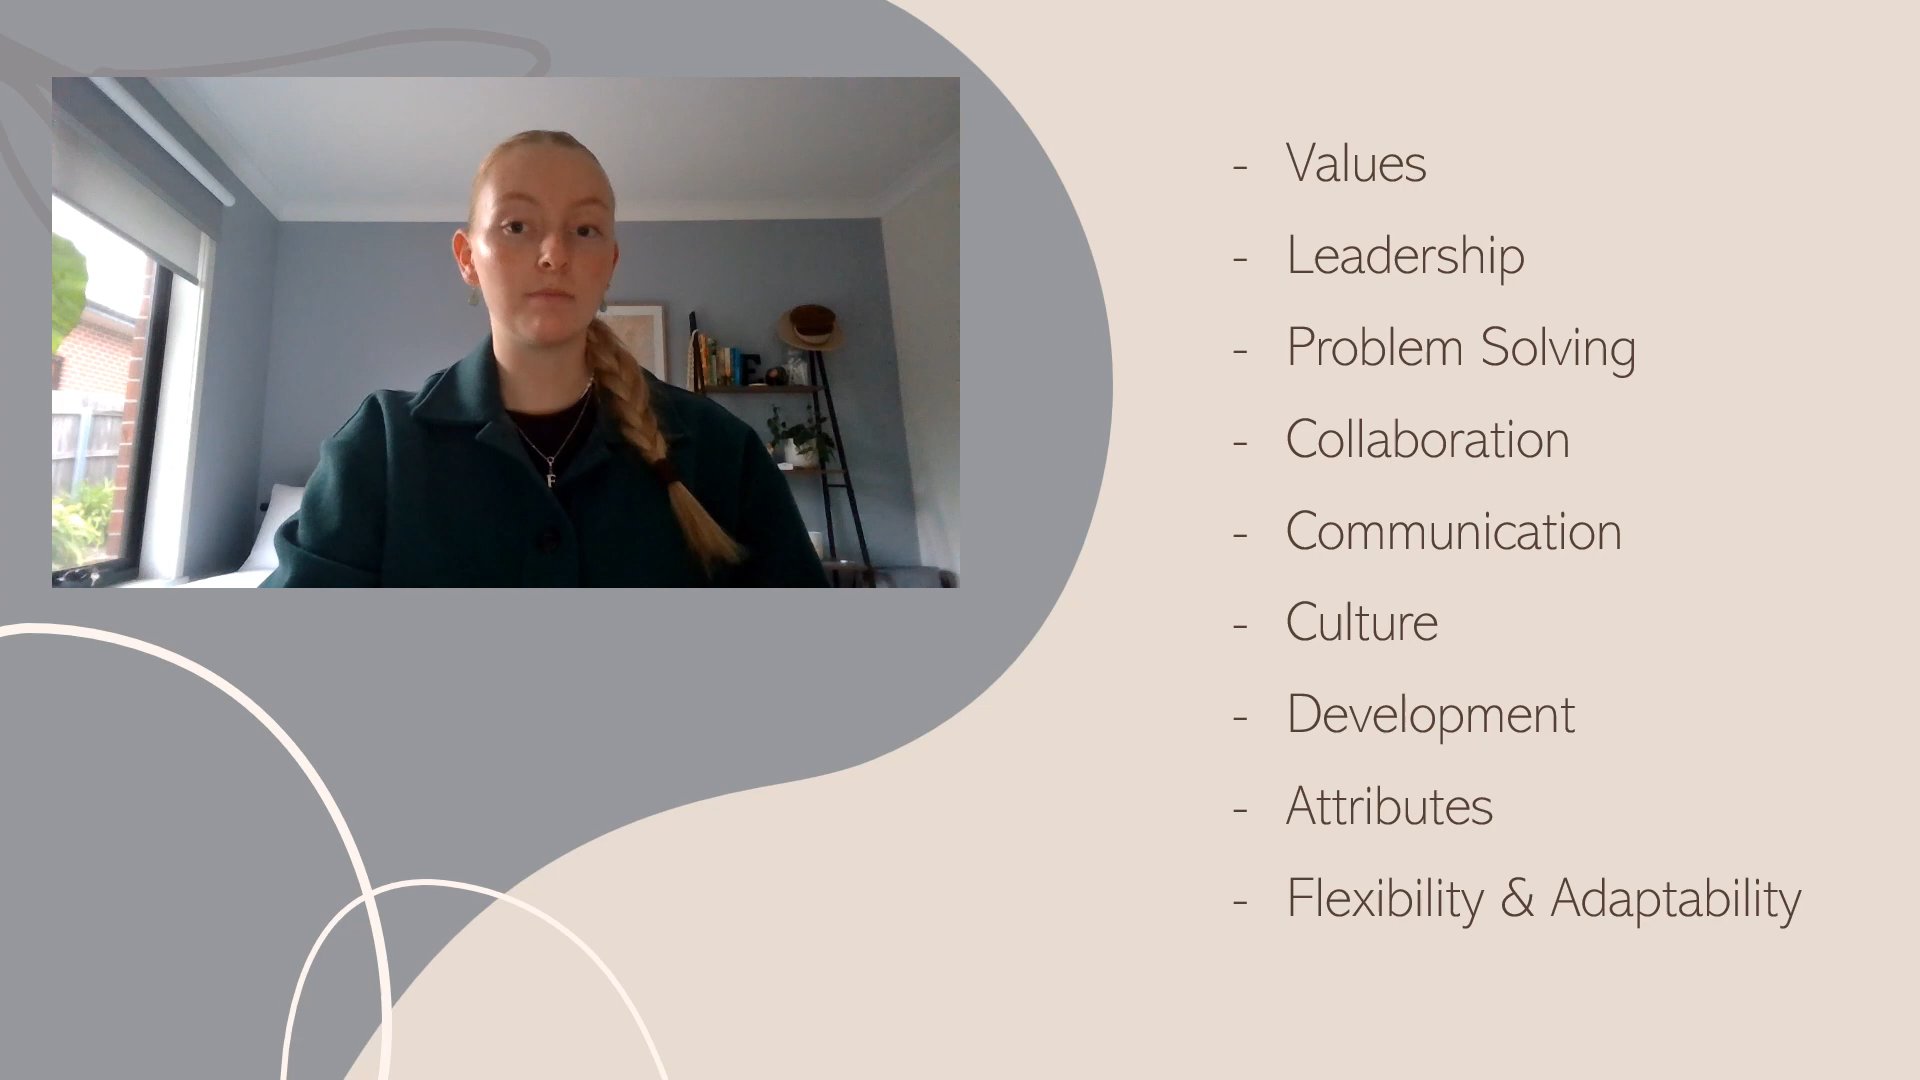 - Values
- Leadership
- Problem Solving
- Collaboration
- Communication
- Culture
- Development
- Attributes
- Flexibility & Adaptability
E